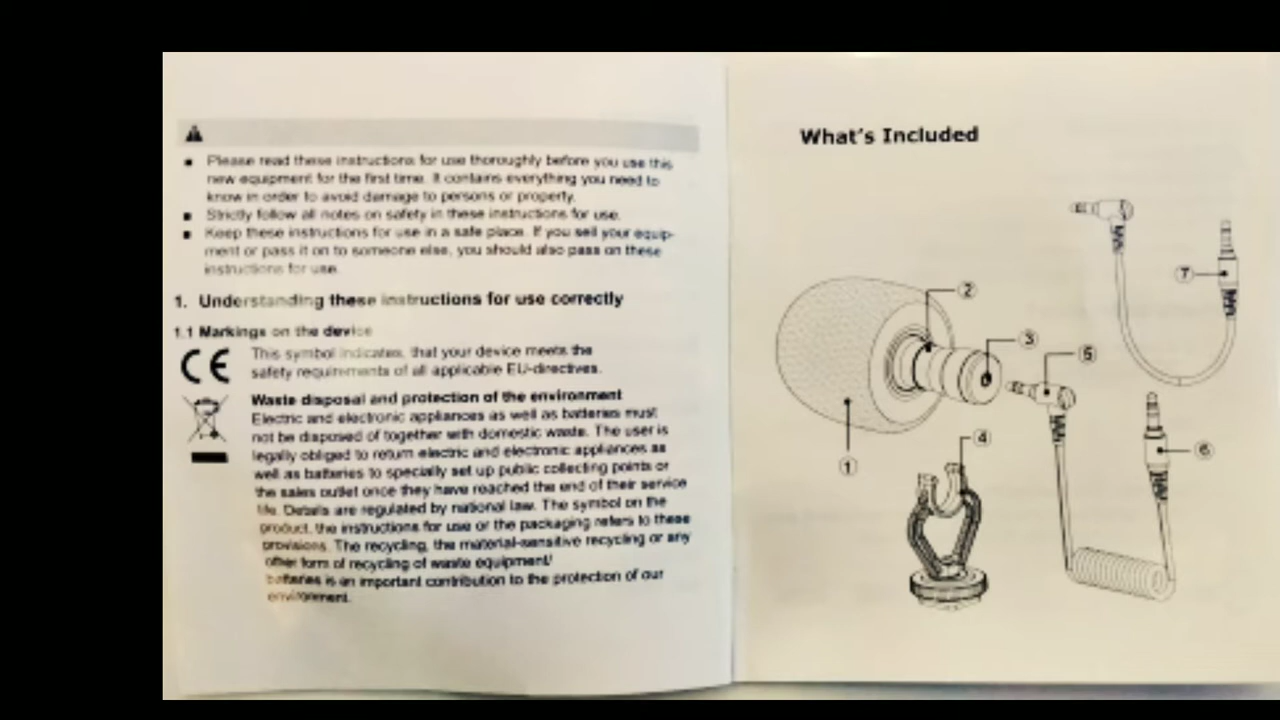 Please read these instructions for use thoroughly before you use this
new equipment for the first time. It contains everything you need to
know in order to avoid damage to persons or property.
Strictly follow all notes on safety in these instructions for use.
Keep these instructions for use in a safe place. If you sell your equip-
ment or pass it on to someone else, you should also pass on these
instructions for use.
1. Understanding these instructions for use correctly
1.1 Markings on the device
CE
This symbol indicates, that your device meets the
safety requirements of all applicable EU-directives.
Waste disposal and protection of the environment
Electric and electronic appliances as well as batteries must
not be disposed of together with domestic waste. The user is
legally obliged to return electric and electronic appliances as
well as batteries to specially set up public collecting points or
the sales outlet once they have reached the end of their service
life. Details are regulated by national law. The symbol on the
product, the instructions for use or the packaging refers to these
provisions. The recycling, the material-sensitive recycling or any
other form of recycling of waste equipment/
batteries is an important contribution to the protection of our
environment.
What's Included
7
2
3
5
4
6
1